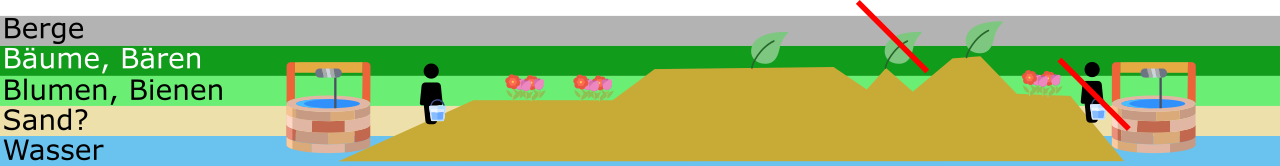 Berge
Bäume, Bären
Blumen, Bienen
Sand?
Wasser